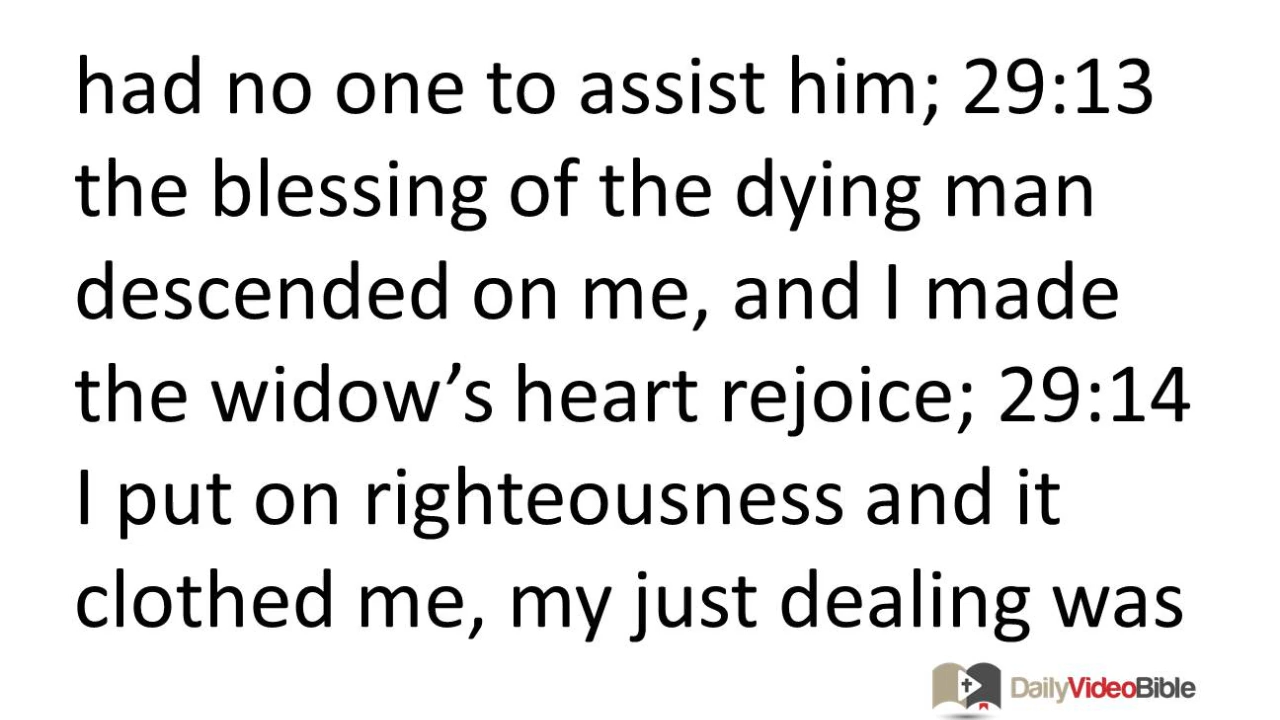 had no one to assist him; 29:13
the blessing of the dying man
descended on me, and I made
the widow’s heart rejoice; 29:14
I put on righteousness and it
clothed me, my just dealing was
DailyVideoBible